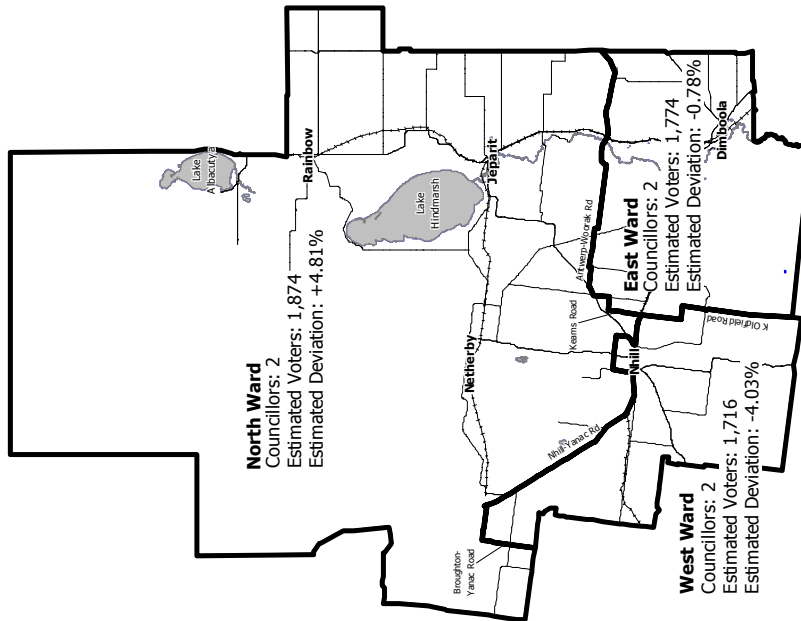 Lake
Albacutya
Rainbow
Lake
Hindmarsh
Jeparit
North Ward
Councillors: 2
Estimated Voters: 1,874
Estimated Deviation: +4.81%
Netherby
Antwerp-Woorak Rd
Kearns Road
East Ward
Councillors: 2
Estimated Voters: 1,774
Estimated Deviation: -0.78%
Dimboola
K Oldfield Road
Nhill
Nhill-Yanac Rd
Broughton-
Yanac Road
West Ward
Councillors: 2
Estimated Voters: 1,716
Estimated Deviation: -4.03%